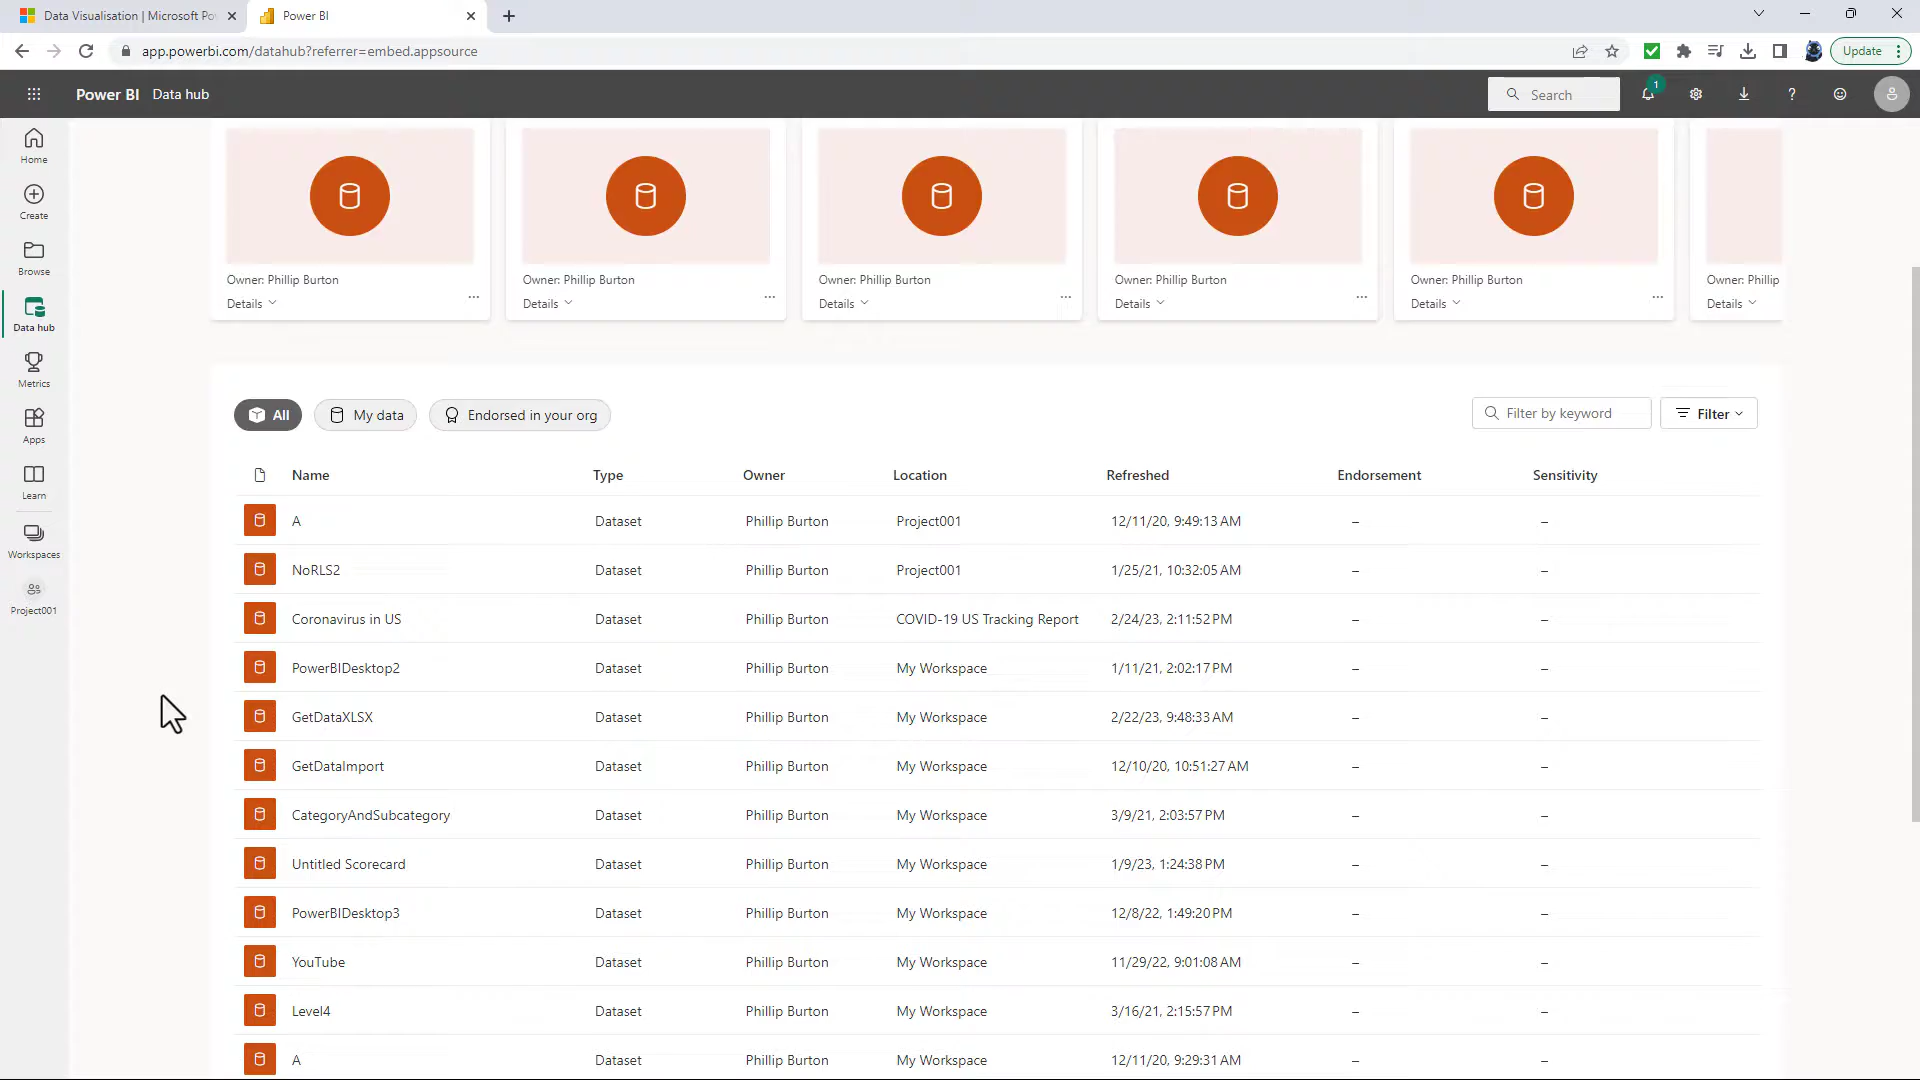 Data Visualisation | Microsoft Po
Power BI
app.powerbi.com/datahub?referrer=embed.appsource
Update
Power BI Data hub
Search
1
Home
Create
Browse
Data hub
Metrics
Apps
Learn
Workspaces
Project001
Owner: Phillip Burton
Details
Owner: Phillip Burton
Details
Owner: Phillip Burton
Details
Owner: Phillip Burton
Details
Owner: Phillip Burton
Details
Owner: Phillip
Details
All My data Endorsed in your org
Filter by keyword Filter
Name Type Owner Location Refreshed Endorsement Sensitivity
A Dataset Phillip Burton Project001 12/11/20, 9:49:13 AM – –
NoRLS2 Dataset Phillip Burton Project001 1/25/21, 10:32:05 AM – –
Coronavirus in US Dataset Phillip Burton COVID-19 US Tracking Report 2/24/23, 2:11:52 PM – –
PowerBIDesktop2 Dataset Phillip Burton My Workspace 1/11/21, 2:02:17 PM – –
GetDataXLSX Dataset Phillip Burton My Workspace 2/22/23, 9:48:33 AM – –
GetDataImport Dataset Phillip Burton My Workspace 12/10/20, 10:51:27 AM – –
CategoryAndSubcategory Dataset Phillip Burton My Workspace 3/9/21, 2:03:57 PM – –
Untitled Scorecard Dataset Phillip Burton My Workspace 1/9/23, 1:24:38 PM – –
PowerBIDesktop3 Dataset Phillip Burton My Workspace 12/8/22, 1:49:20 PM – –
YouTube Dataset Phillip Burton My Workspace 11/29/22, 9:01:08 AM – –
Level4 Dataset Phillip Burton My Workspace 3/16/21, 2:15:57 PM – –
A Dataset Phillip Burton My Workspace 12/11/20, 9:29:31 AM – –